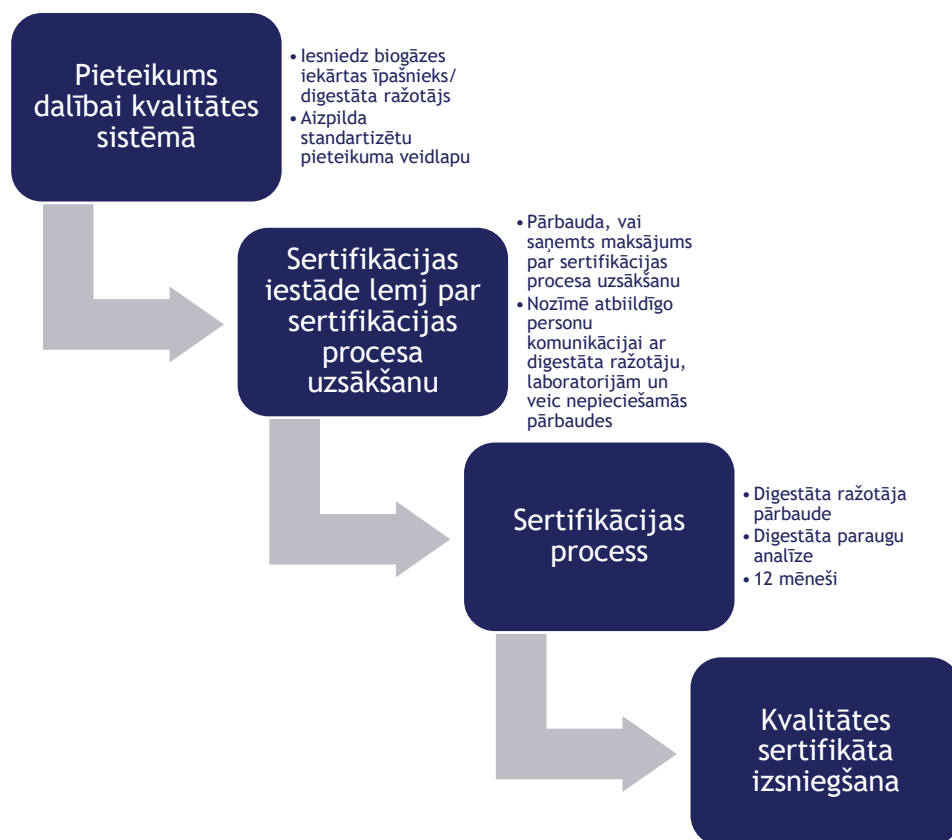 Pieteikums
dalībai kvalitātes
sistēmā
• Iesniedz biogāzes
iekārtas īpašnieks/
digestāta ražotājs
• Aizpilda
standartizētu
pieteikuma veidlapu
Sertifikācijas
iestāde lemj par
sertifikācijas
procesa
uzsākšanu
• Pārbauda, vai
saņemts maksājums
par sertifikācijas
procesa uzsākšanu
• Nozīmē atbildīgo
personu
komunikācijai ar
digestāta ražotāju,
laboratorijām un
veic nepieciešamās
pārbaudes
Sertifikācijas
process
• Digestāta ražotāja
pārbaude
• Digestāta paraugu
analīze
• 12 mēneši
Kvalitātes
sertifikāta
izsniegšana